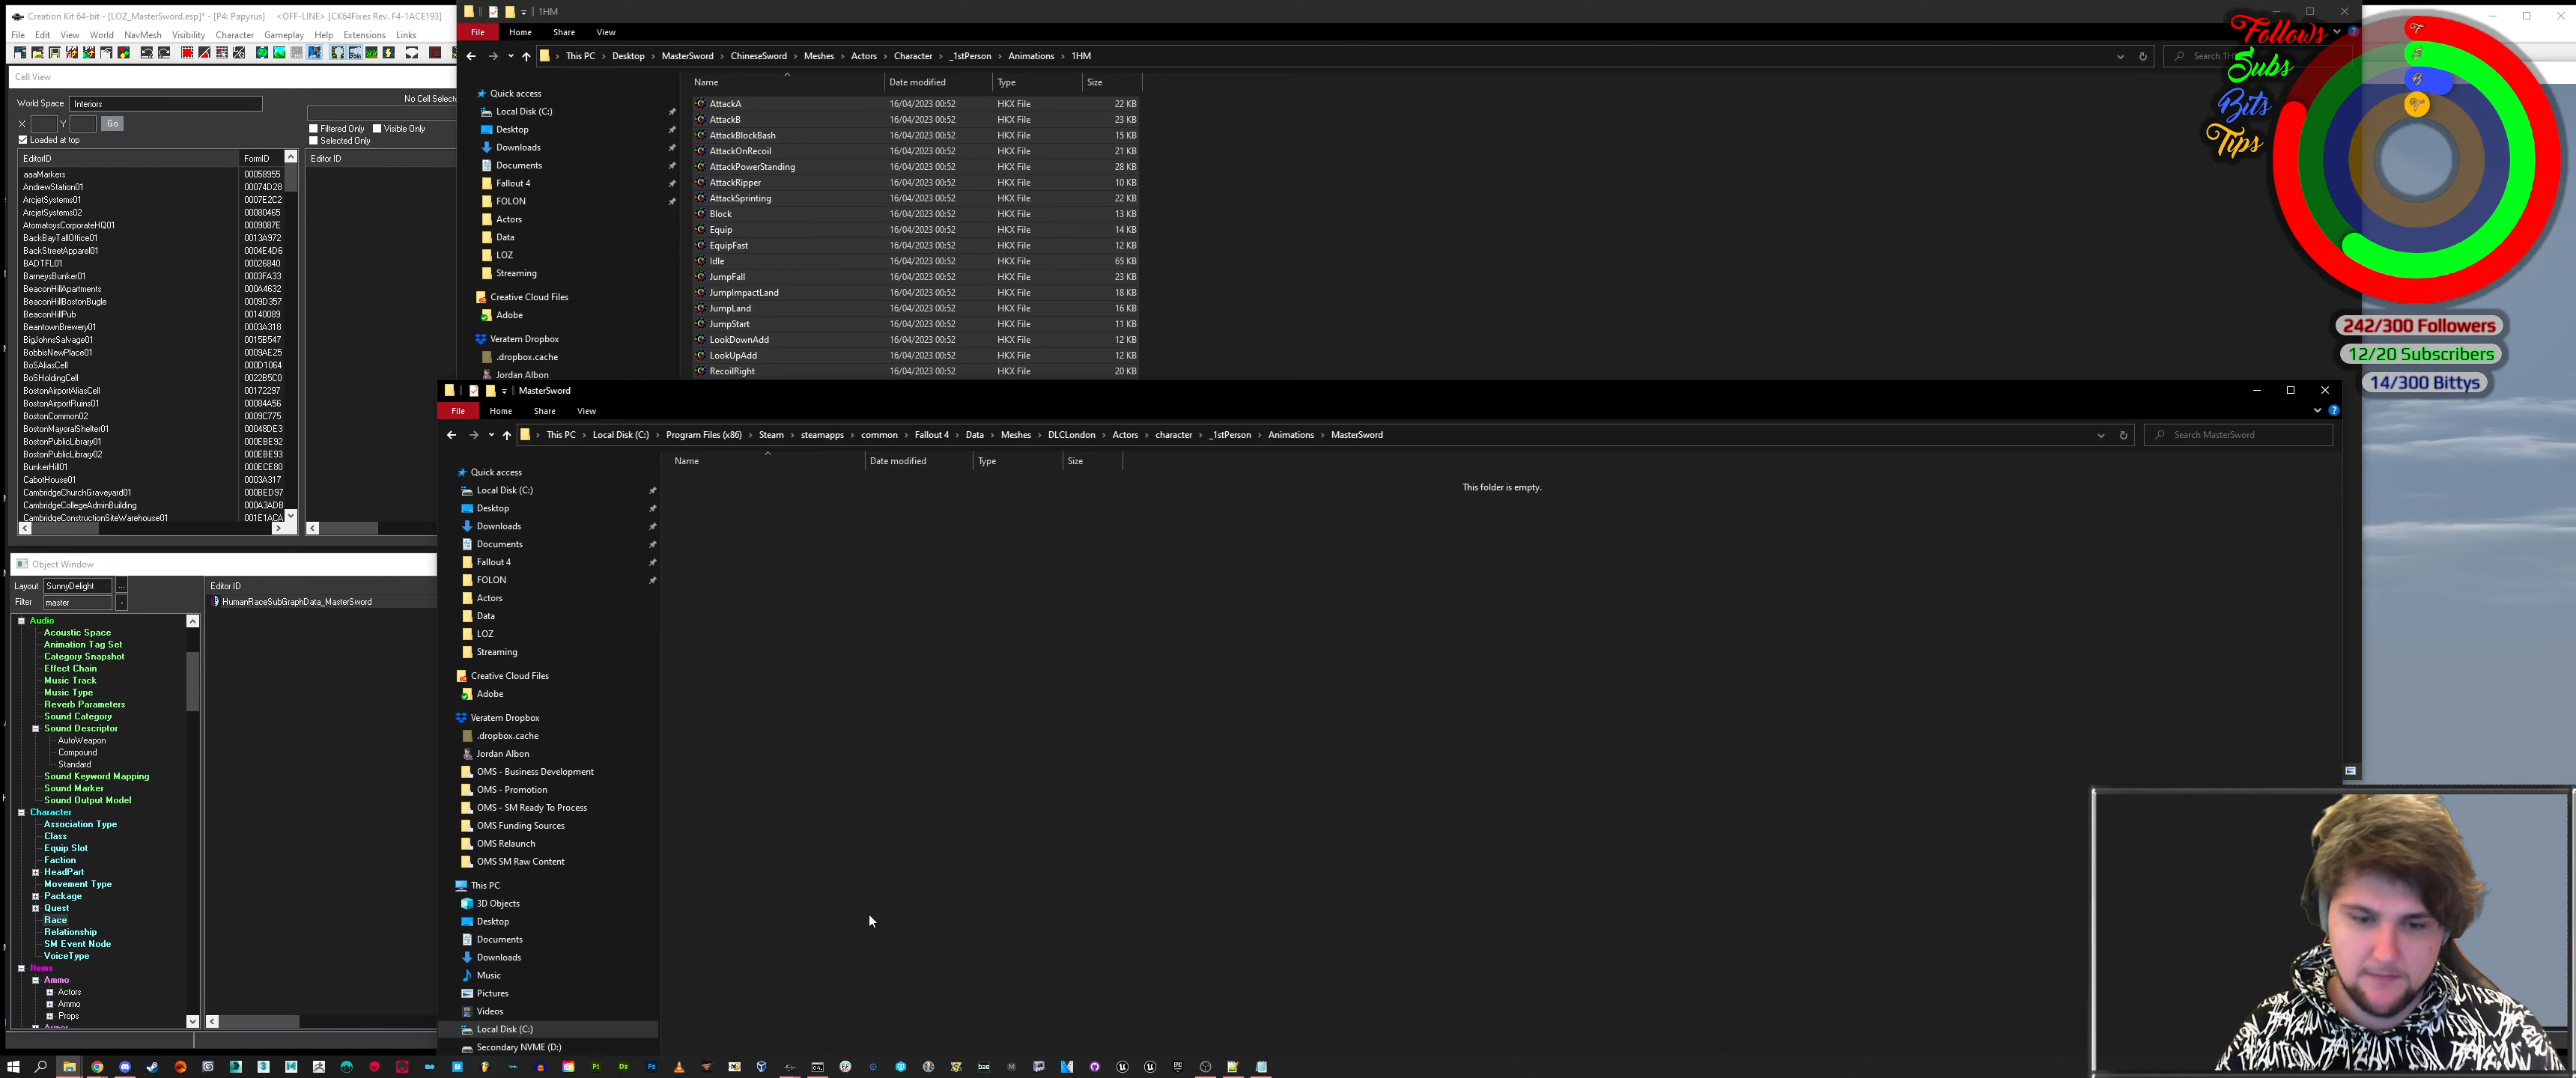 Creation Kit 64-bit - [LOZ_MasterSword.esp]* - [P4: Papyrus] <OFF-LINE> [CK64Fixes Rev. F4-1ACE193]
File Edit View World NavMesh Visibility Character Gameplay Help Extensions Links
Cell View
World Space Interiors No Cell Selecte
X Y Go
Filtered Only Visible Only
Loaded at top Selected Only
EditorID FormID Editor ID
aaaMarkers 00058955
AndrewStation01 00074D28
ArcjetSystems01 0007E2C2
ArcjetSystems02 00080465
AtomatoysCorporateHQ01 0009087E
BackBayTallOffice01 0013A972
BackStreetApparel01 0004E4D6
BADTFL01 00026840
BarneysBunker01 0003FA33
BeaconHillApartments 000A4632
BeaconHillBostonBugle 0009D357
BeaconHillPub 00140089
BeantownBrewery01 0003A318
BigJohnsSalvage01 0015B547
BobbisNewPlace01 0009AE25
BoSAliasCell 000D1064
BoSHoldingCell 0022B5C0
BostonAirportAliasCell 00172297
BostonAirportRuins01 00084A56
BostonCommon02 0009C775
BostonMayoralShelter01 00048DE3
BostonPublicLibrary01 000EBE92
BostonPublicLibrary02 000EBE93
BunkerHill01 000ECE80
CabotHouse01 0003A317
CambridgeChurchGraveyard01 000BED97
CambridgeCollegeAdminBuilding 000A3ADB
CambridgeConstructionSiteWarehouse01 001E1ACA
Object Window
Layout SunnyDelight ...
Filter master
Editor ID
HumanRaceSubGraphData_MasterSword
Audio
Acoustic Space
Animation Tag Set
Category Snapshot
Effect Chain
Music Track
Music Type
Reverb Parameters
Sound Category
Sound Descriptor
AutoWeapon
Compound
Standard
Sound Keyword Mapping
Sound Marker
Sound Output Model
Character
Association Type
Class
Equip Slot
Faction
HeadPart
Movement Type
Package
Quest
Race
Relationship
SM Event Node
VoiceType
Items
Ammo
Actors
Ammo
Props
1HM
File Home Share View
This PC Desktop MasterSword ChineseSword Meshes Actors Character _1stPerson Animations 1HM
Search 1H
Name Date modified Type Size
Quick access
Local Disk (C:)
Desktop
Downloads
Documents
Fallout 4
FOLON
Actors
Data
LOZ
Streaming
Creative Cloud Files
Adobe
Veratem Dropbox
.dropbox.cache
Jordan Albon
AttackA 16/04/2023 00:52 HKX File 22 KB
AttackB 16/04/2023 00:52 HKX File 23 KB
AttackBlockBash 16/04/2023 00:52 HKX File 15 KB
AttackOnRecoil 16/04/2023 00:52 HKX File 21 KB
AttackPowerStanding 16/04/2023 00:52 HKX File 28 KB
AttackRipper 16/04/2023 00:52 HKX File 10 KB
AttackSprinting 16/04/2023 00:52 HKX File 22 KB
Block 16/04/2023 00:52 HKX File 13 KB
Equip 16/04/2023 00:52 HKX File 14 KB
EquipFast 16/04/2023 00:52 HKX File 12 KB
Idle 16/04/2023 00:52 HKX File 65 KB
JumpFall 16/04/2023 00:52 HKX File 23 KB
JumpImpactLand 16/04/2023 00:52 HKX File 18 KB
JumpLand 16/04/2023 00:52 HKX File 16 KB
JumpStart 16/04/2023 00:52 HKX File 11 KB
LookDownAdd 16/04/2023 00:52 HKX File 12 KB
LookUpAdd 16/04/2023 00:52 HKX File 12 KB
RecoilRight 16/04/2023 00:52 HKX File 20 KB
MasterSword
File Home Share View
This PC Local Disk (C:) Program Files (x86) Steam steamapps common Fallout 4 Data Meshes DLCLondon Actors character _1stPerson Animations MasterSword
Search MasterSword
Name Date modified Type Size
This folder is empty.
Quick access
Local Disk (C:)
Desktop
Downloads
Documents
Fallout 4
FOLON
Actors
Data
LOZ
Streaming
Creative Cloud Files
Adobe
Veratem Dropbox
.dropbox.cache
Jordan Albon
OMS - Business Development
OMS - Promotion
OMS - SM Ready To Process
OMS Funding Sources
OMS Relaunch
OMS SM Raw Content
This PC
3D Objects
Desktop
Documents
Downloads
Music
Pictures
Videos
Local Disk (C:)
Secondary NVME (D:)
Follows
Subs
Bits
Tips
242/300 Followers
12/20 Subscribers
14/300 Bittys